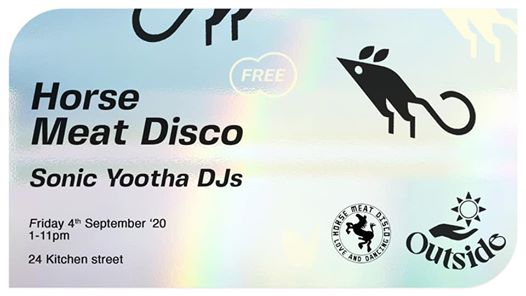 FREE
Horse
Meat Disco
Sonic Yootha DJs
Friday 4th September ‘20
1-11pm
24 Kitchen street
HORSE MEAT DISCO
LOVE AND DANCING
Outside